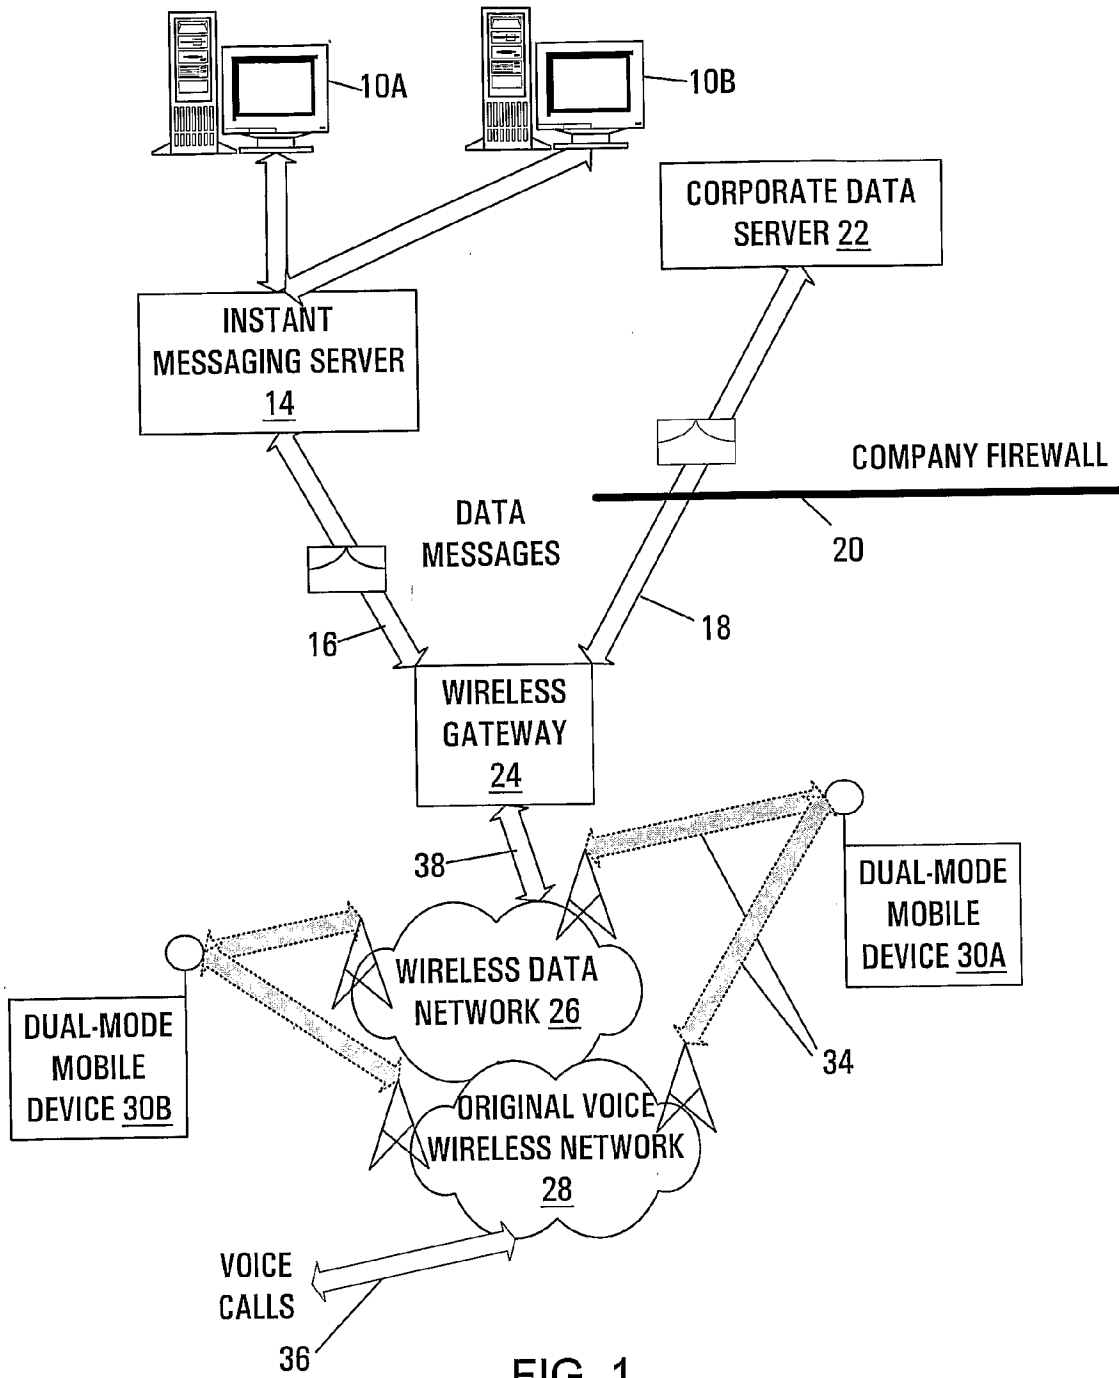 10A
10B
CORPORATE DATA
SERVER 22
INSTANT
MESSAGING SERVER
14
COMPANY FIREWALL
20
DATA
MESSAGES
16
18
WIRELESS
GATEWAY
24
38
DUAL-MODE
MOBILE
DEVICE 30A
WIRELESS DATA
NETWORK 26
DUAL-MODE
MOBILE
DEVICE 30B
34
ORIGINAL VOICE
WIRELESS NETWORK
28
VOICE
CALLS
36
FIG. 1